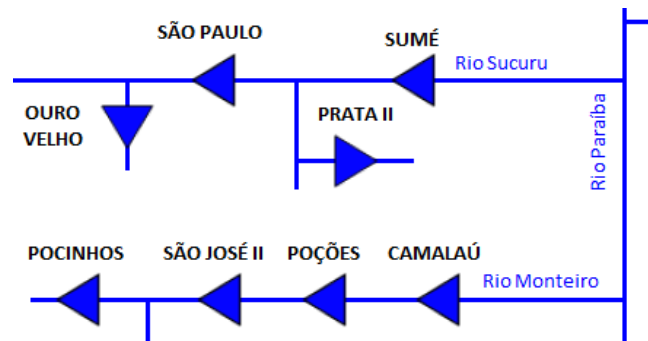 SÃO PAULO
SUMÉ
Rio Sucuru
OURO
VELHO
PRATA II
Rio Paraíba
POCINHOS
SÃO JOSÉ II
POÇÕES
CAMALAÚ
Rio Monteiro